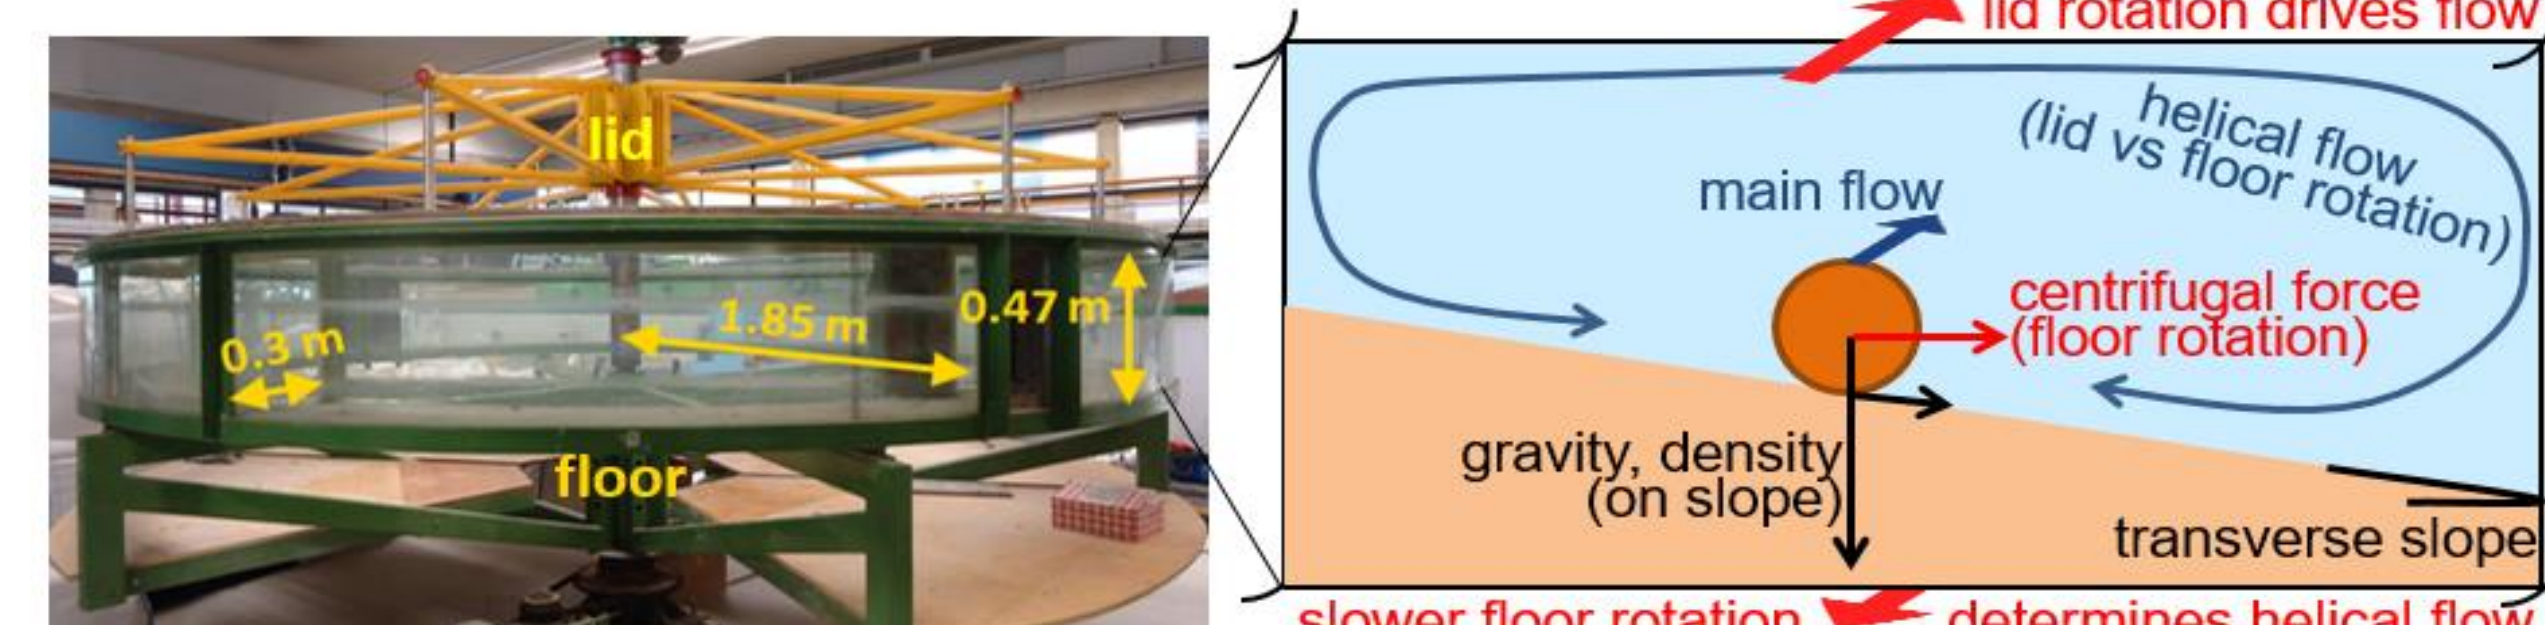 lid
0.3 m
1.85 m
0.47 m
floor
lid rotation drives flow
helical flow
(lid vs floor rotation)
main flow
centrifugal force
(floor rotation)
gravity, density
(on slope)
transverse slope
slower floor rotation
determines helical flow